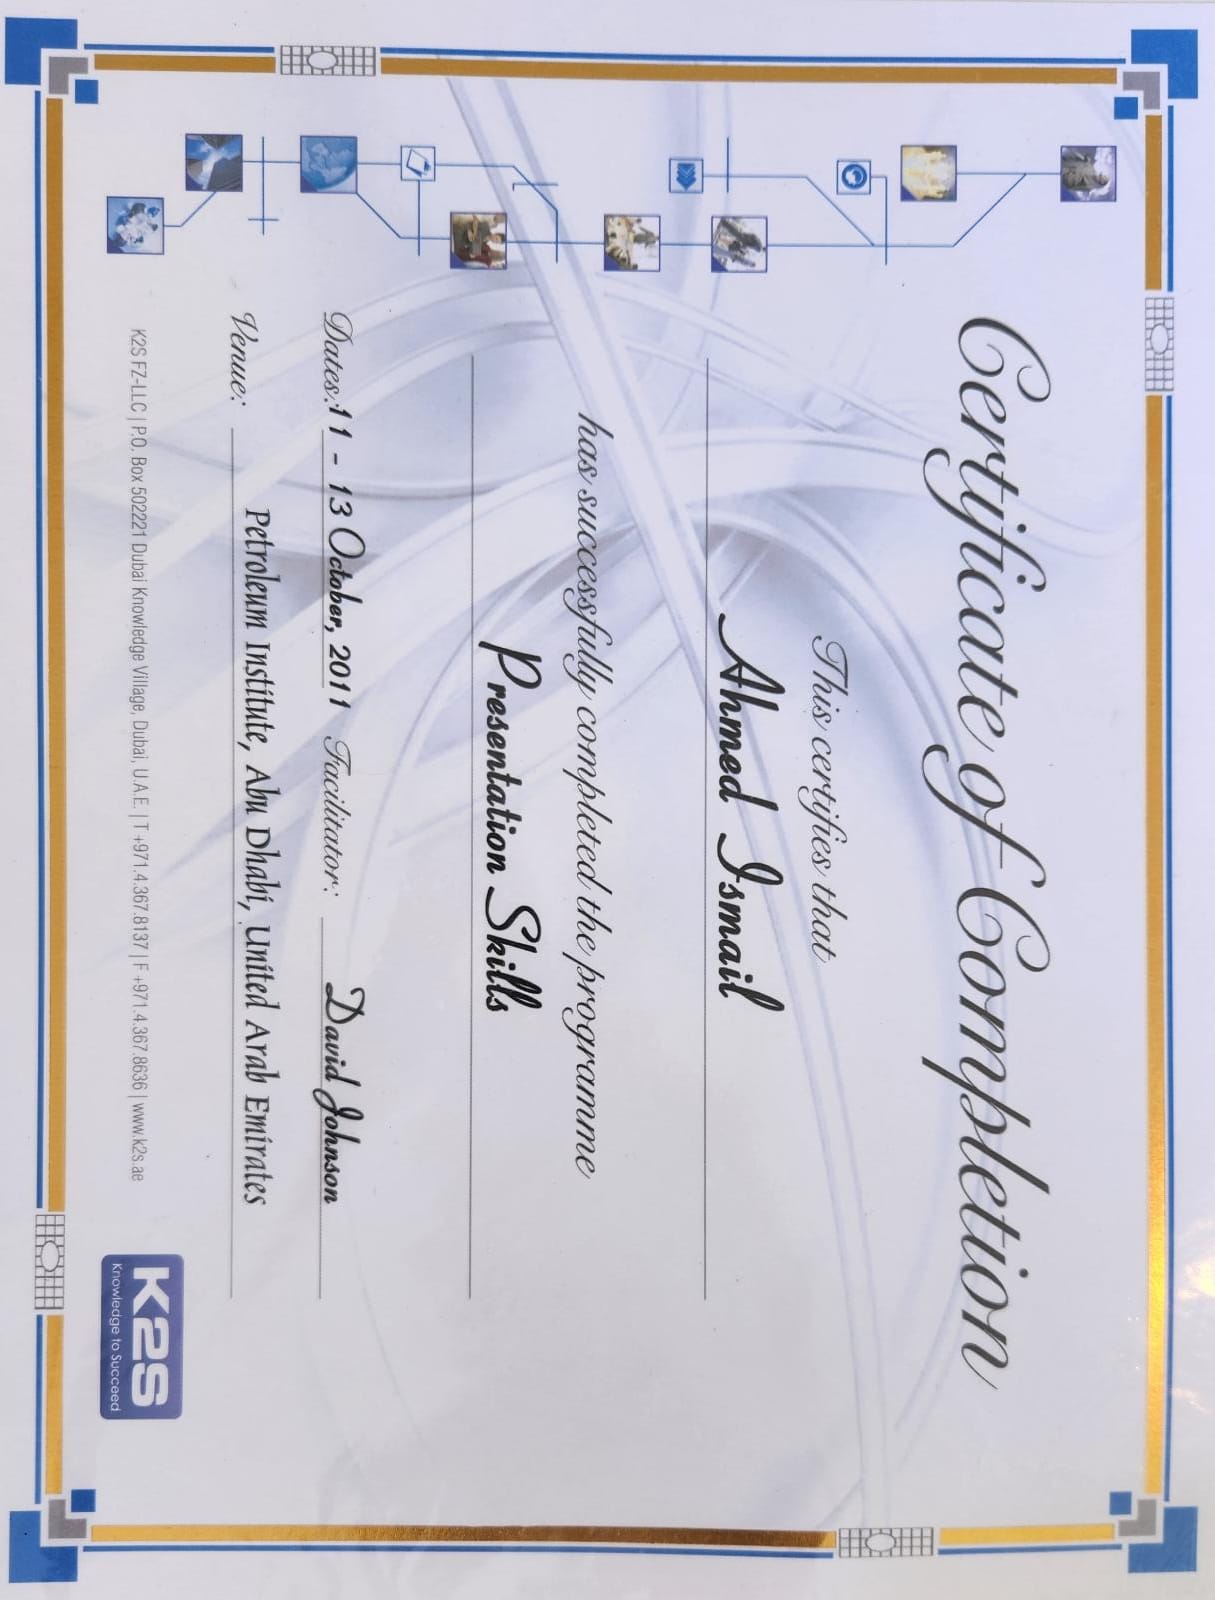 Certificate of Completion
This certifies that
Ahmed Ismail
has successfully completed the programme
Presentation Skills
Dates: 11 - 13 October, 2011 Facilitator: David Johnson
Venue: Petroleum Institute, Abu Dhabi, United Arab Emirates
K2S FZ-LLC | P.O. Box 502221 Dubai Knowledge Village, Dubai, U.A.E. | T +971.4.367.8137 | F +971.4.367.8636 | www.k2s.ae
K2S
Knowledge to Succeed